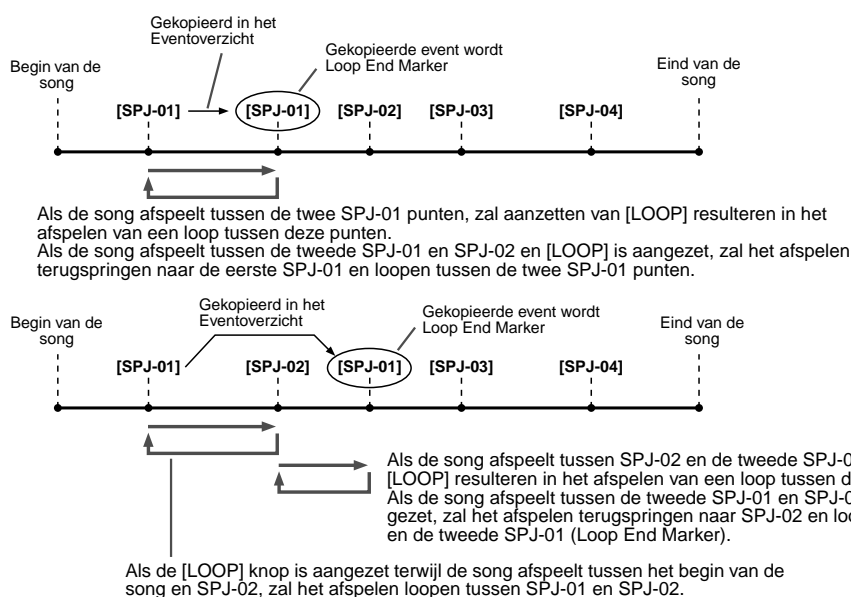 Gekopieerd in het
Eventoverzicht
Gekopieerde event wordt
Loop End Marker
Begin van de
song
Eind van de
song
[SPJ-01] [SPJ-01] [SPJ-02] [SPJ-03] [SPJ-04]
Als de song afspeelt tussen de twee SPJ-01 punten, zal aanzetten van [LOOP] resulteren in het
afspelen van een loop tussen deze punten.
Als de song afspeelt tussen de tweede SPJ-01 en SPJ-02 en [LOOP] is aangezet, zal het afspelen
terugspringen naar de eerste SPJ-01 en loopen tussen de twee SPJ-01 punten.
Gekopieerd in het
Eventoverzicht
Gekopieerde event wordt
Loop End Marker
Begin van de
song
Eind van de
song
[SPJ-01] [SPJ-02] [SPJ-01] [SPJ-03] [SPJ-04]
Als de song afspeelt tussen SPJ-02 en de tweede
[LOOP] resulteren in het afspelen van een loop tussen
Als de song afspeelt tussen de tweede SPJ-01 en
gezet, zal het afspelen terugspringen naar SPJ-02 en
en de tweede SPJ-01 (Loop End Marker).
Als de [LOOP] knop is aangezet terwijl de song afspeelt tussen het begin van de
song en SPJ-02, zal het afspelen loopen tussen SPJ-01 en SPJ-02.